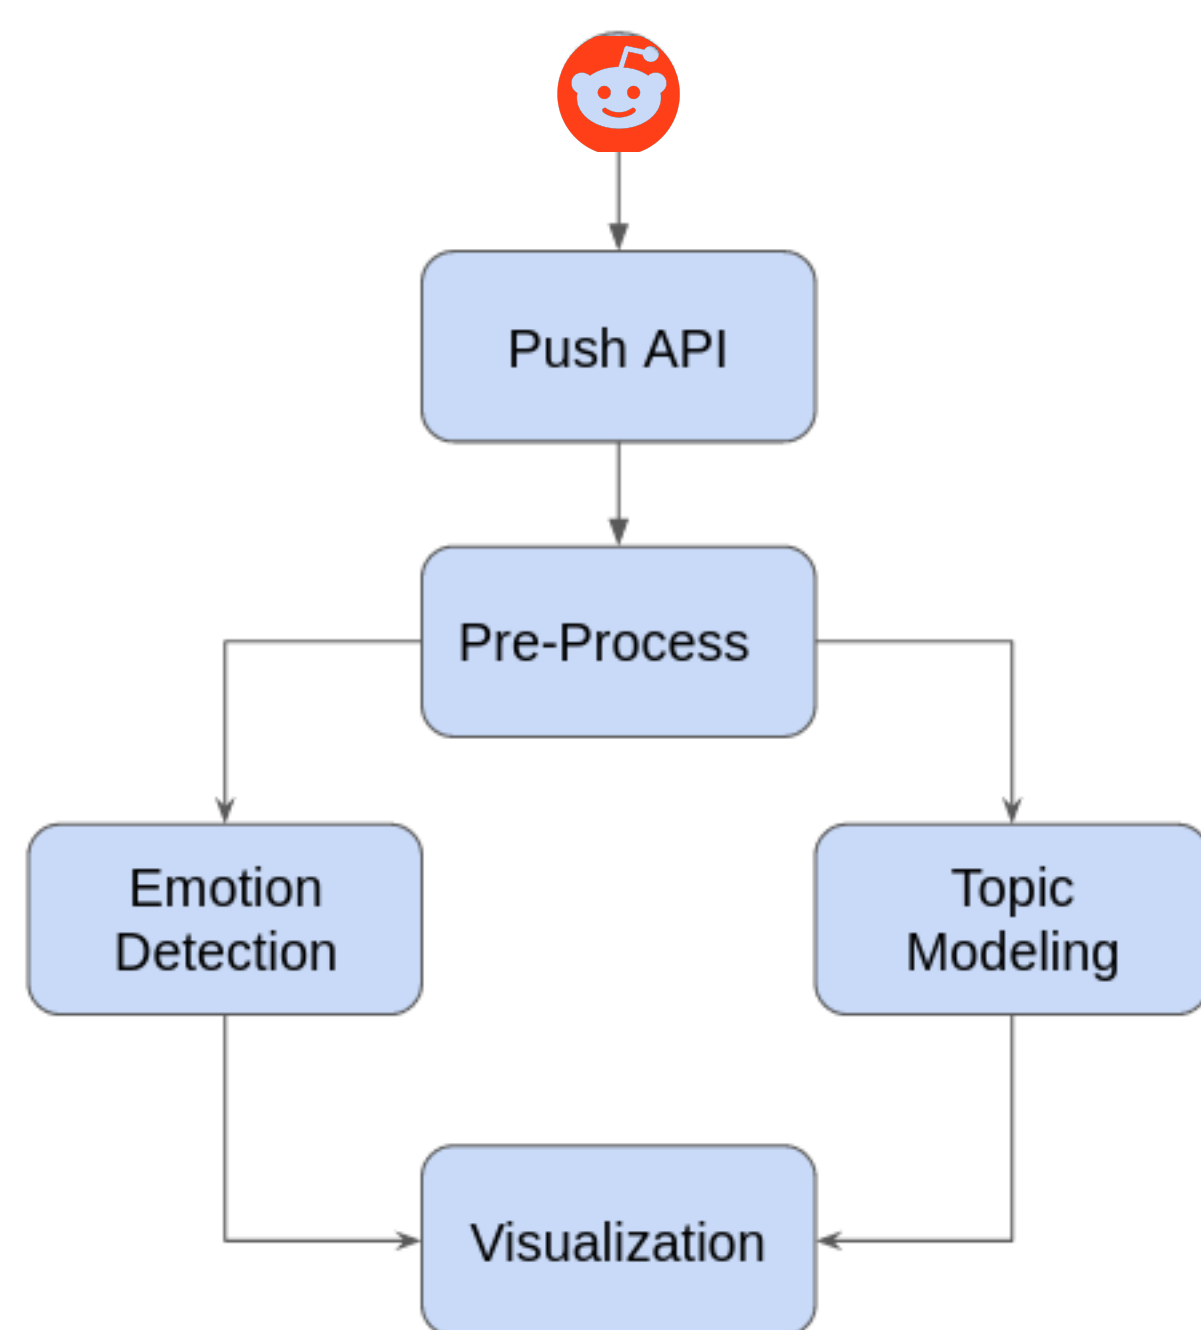 Push API
Pre-Process
Emotion
Detection
Topic
Modeling
Visualization